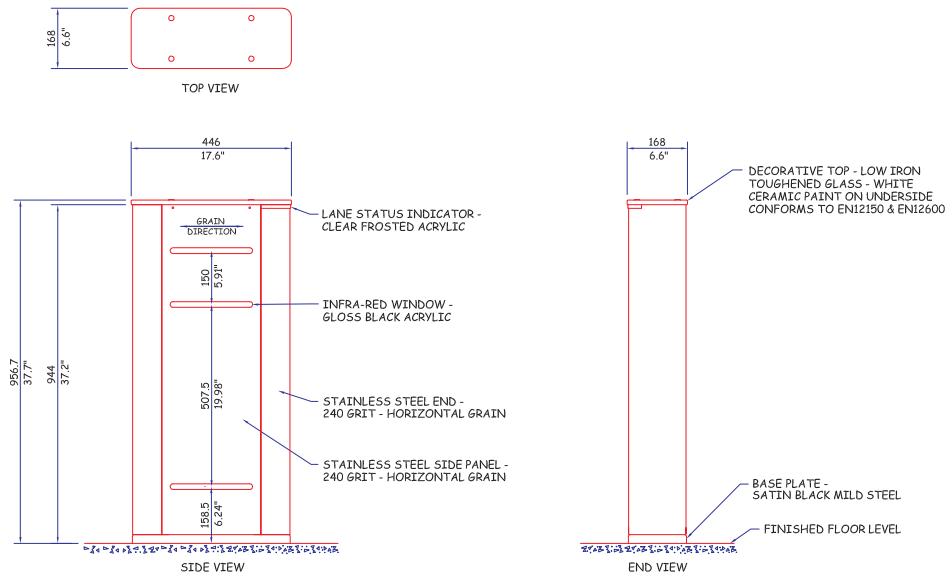 168
6.6"
TOP VIEW
446
17.6"
168
6.6"
DECORATIVE TOP - LOW IRON
TOUGHENED GLASS - WHITE
CERAMIC PAINT ON UNDERSIDE
CONFORMS TO EN12150 & EN12600
LANE STATUS INDICATOR -
CLEAR FROSTED ACRYLIC
GRAIN
DIRECTION
150
5.91"
INFRA-RED WINDOW -
GLOSS BLACK ACRYLIC
956.7
37.7"
944
37.2"
507.5
19.98"
STAINLESS STEEL END -
240 GRIT - HORIZONTAL GRAIN
STAINLESS STEEL SIDE PANEL -
240 GRIT - HORIZONTAL GRAIN
158.5
6.24"
BASE PLATE -
SATIN BLACK MILD STEEL
FINISHED FLOOR LEVEL
SIDE VIEW
END VIEW